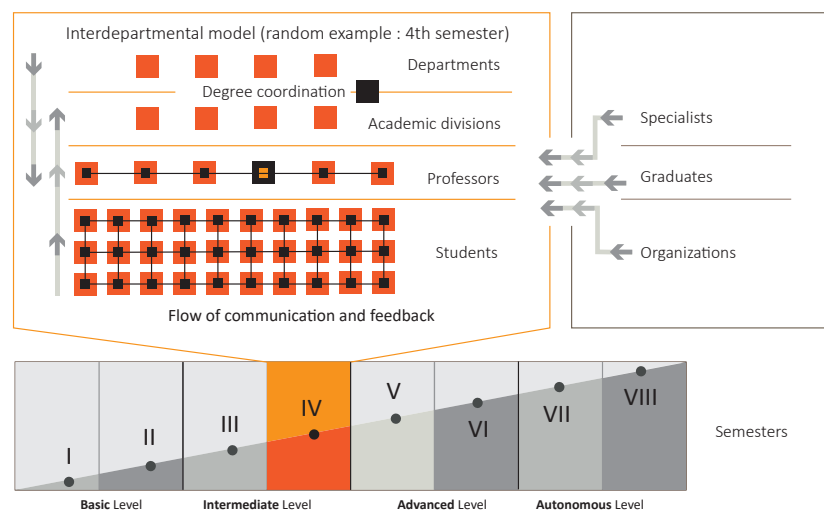 Interdepartmental model (random example : 4th semester)
Departments
Degree coordination
Academic divisions
Professors
Students
Flow of communication and feedback
Specialists
Graduates
Organizations
I
II
III
IV
V
VI
VII
VIII
Semesters
Basic Level
Intermediate Level
Advanced Level
Autonomous Level